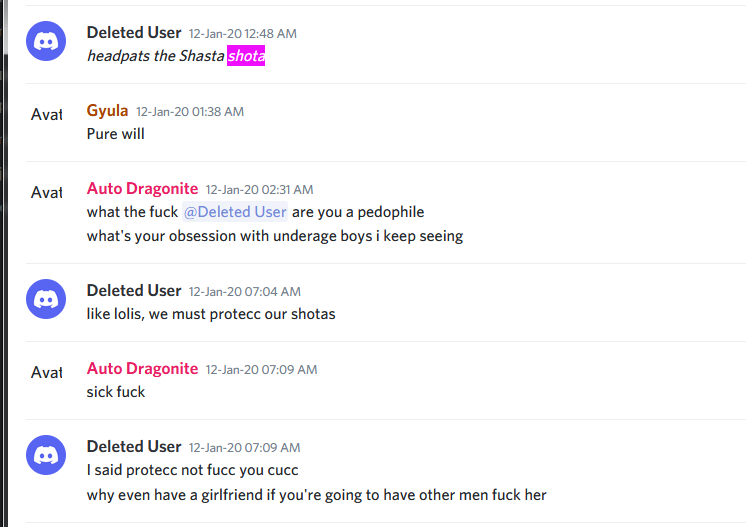 Deleted User 12-Jan-20 12:48 AM
headpats the Shasta shota
Avat
Gyula 12-Jan-20 01:38 AM
Pure will
Avat
Auto Dragonite 12-Jan-20 02:31 AM
what the fuck @Deleted User are you a pedophile
what's your obsession with underage boys i keep seeing
Deleted User 12-Jan-20 07:04 AM
like lolis, we must protecc our shotas
Avat
Auto Dragonite 12-Jan-20 07:09 AM
sick fuck
Deleted User 12-Jan-20 07:09 AM
I said protecc not fucc you cucc
why even have a girlfriend if you're going to have other men fuck her